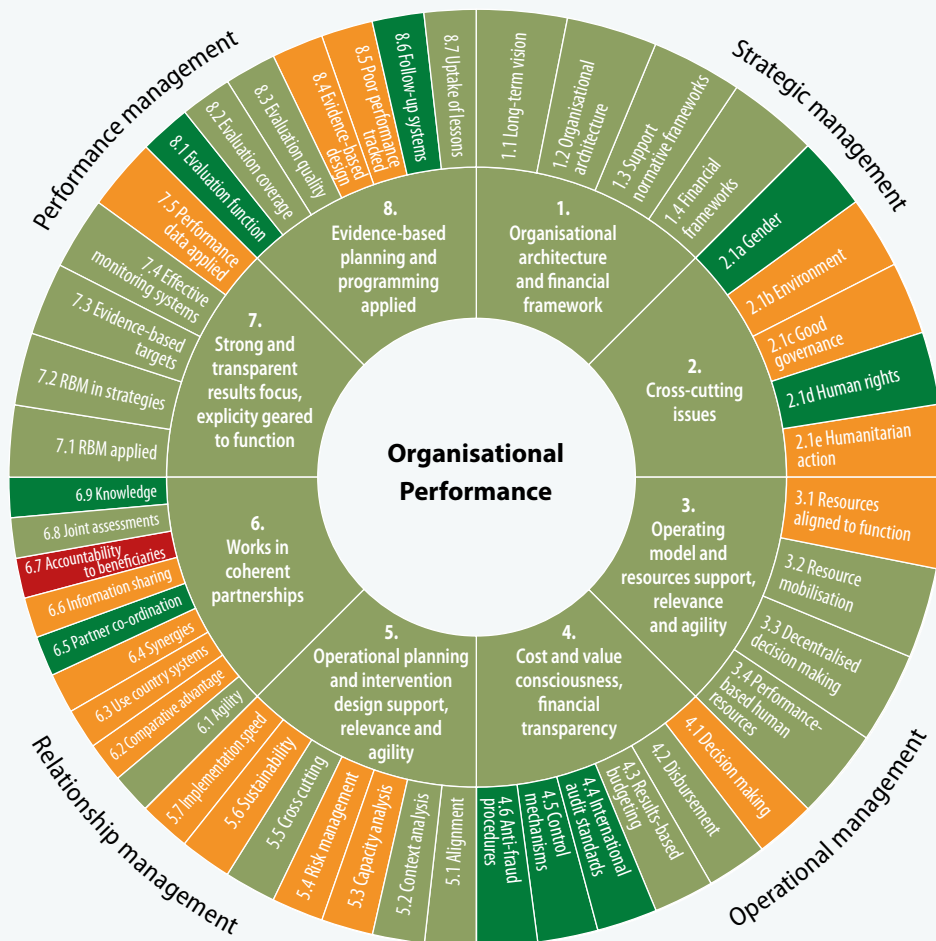 Organisational
Performance
Strategic management
1.
Organisational
architecture
and financial
framework
1.1 Long-term vision
1.2 Organisational
architecture
1.3 Support
normative frameworks
1.4 Financial
frameworks
2.
Cross-cutting
issues
2.1a Gender
2.1b Environment
2.1c Good
governance
2.1d Human rights
2.1e Humanitarian
action
Operational management
3.
Operating
model and
resources support,
relevance
and agility
3.1 Resources
aligned to function
3.2 Resource
mobilisation
3.3 Decentralised
decision making
3.4 Performance-
based human
resources
4.
Cost and value
consciousness,
financial
transparency
4.1 Decision making
4.2 Disbursement
4.3 Results-based
budgeting
4.4 International
audit standards
4.5 Control
mechanisms
4.6 Anti-fraud
procedures
Relationship management
5.
Operational planning
and intervention
design support,
relevance and
agility
5.1 Alignment
5.2 Context analysis
5.3 Capacity analysis
5.4 Risk management
5.5 Cross cutting
5.6 Sustainability
5.7 Implementation speed
6.
Works in
coherent
partnerships
6.1 Agility
6.2 Comparative advantage
6.3 Use country systems
6.4 Synergies
6.5 Partner co-ordination
6.6 Information sharing
6.7 Accountability
to beneficiaries
6.8 Joint assessments
6.9 Knowledge
Performance management
7.
Strong and
transparent
results focus,
explicity geared
to function
7.1 RBM applied
7.2 RBM in strategies
7.3 Evidence-based
targets
7.4 Effective
monitoring systems
7.5 Performance
data applied
8.
Evidence-based
planning and
programming
applied
8.1 Evaluation function
8.2 Evaluation coverage
8.3 Evaluation quality
8.4 Evidence-based
design
8.5 Poor performance
tracked
8.6 Follow-up systems
8.7 Uptake of lessons